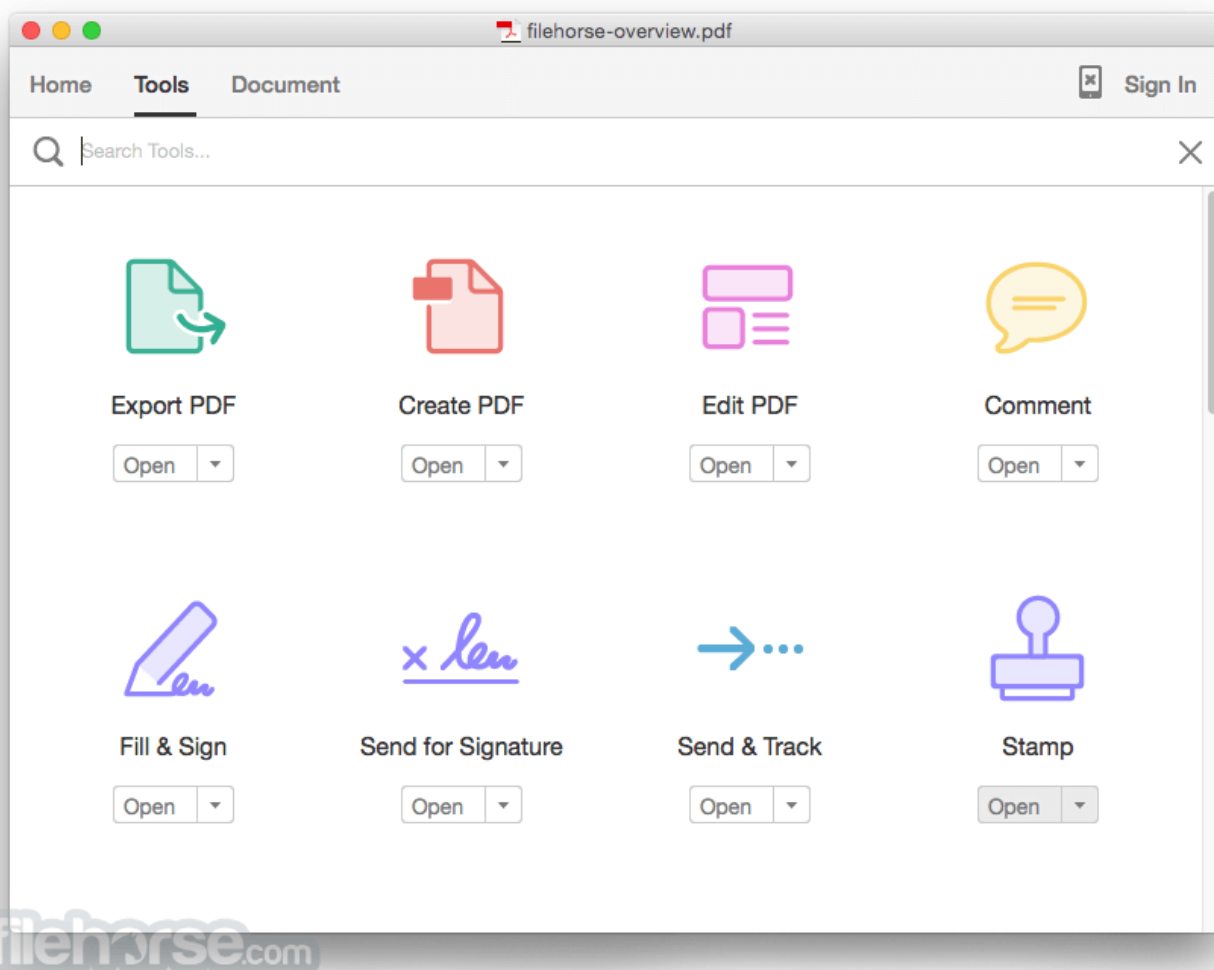 filehorse-overview.pdf
Home Tools Document Sign In
Search Tools...
Export PDF Create PDF Edit PDF Comment
Open Open Open Open
Fill & Sign Send for Signature Send & Track Stamp
Open Open Open Open
filehorse.com